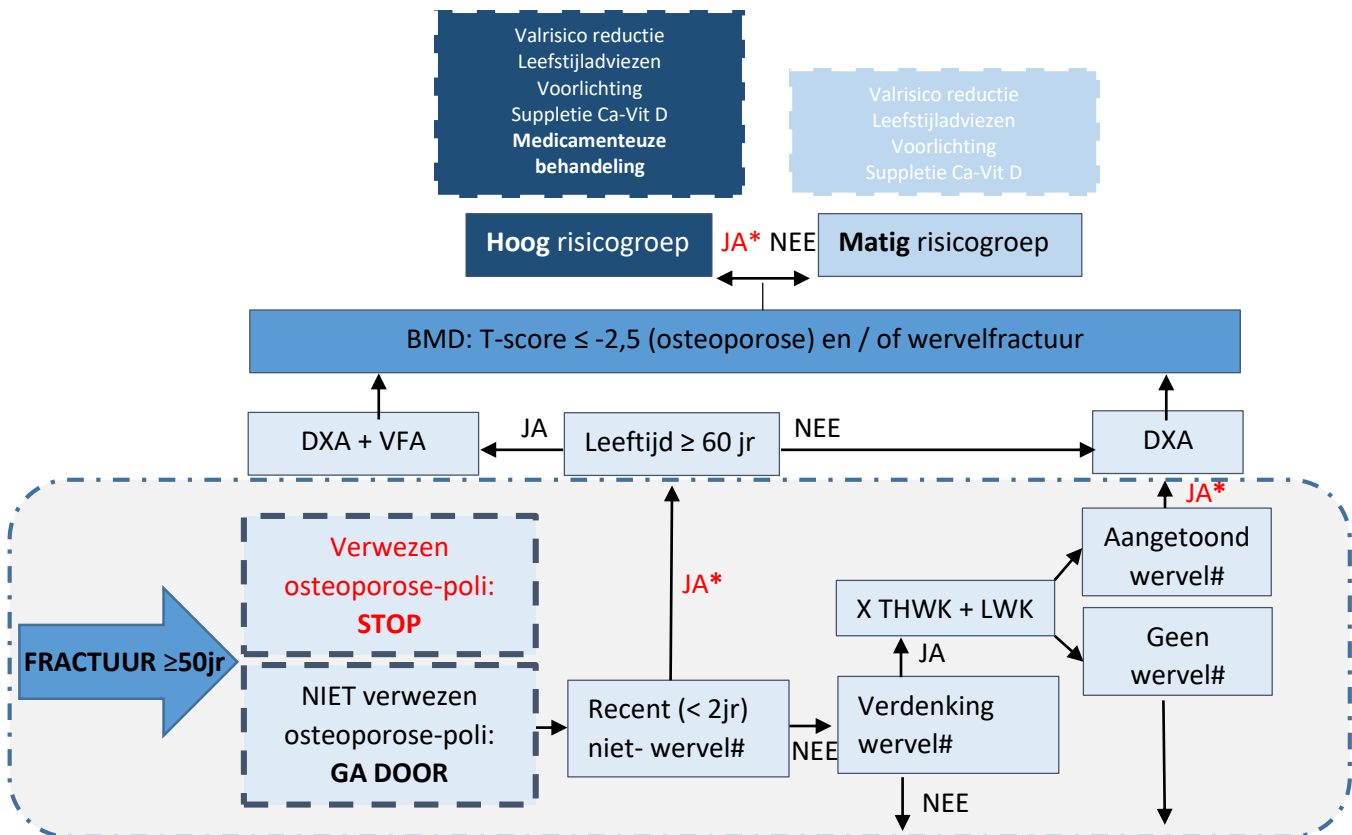 Valrisico reductie
Leefstijladviezen
Voorlichting
Suppletie Ca-Vit D
Medicamenteuze
behandeling
Valrisico reductie
Leefstijladviezen
Voorlichting
Suppletie Ca-Vit D
Hoog risicogroep
JA* NEE
Matig risicogroep
BMD: T-score ≤ -2,5 (osteoporose) en / of wervelfractuur
DXA + VFA
JA
Leeftijd ≥ 60 jr
NEE
DXA
JA*
Verwezen
osteoporose-poli:
STOP
JA*
Aangetoond
wervel#
X THWK + LWK
Geen
wervel#
FRACTUUR ≥50jr
JA
NIET verwezen
osteoporose-poli:
GA DOOR
Recent (< 2jr)
niet- wervel#
NEE
Verdenking
wervel#
NEE